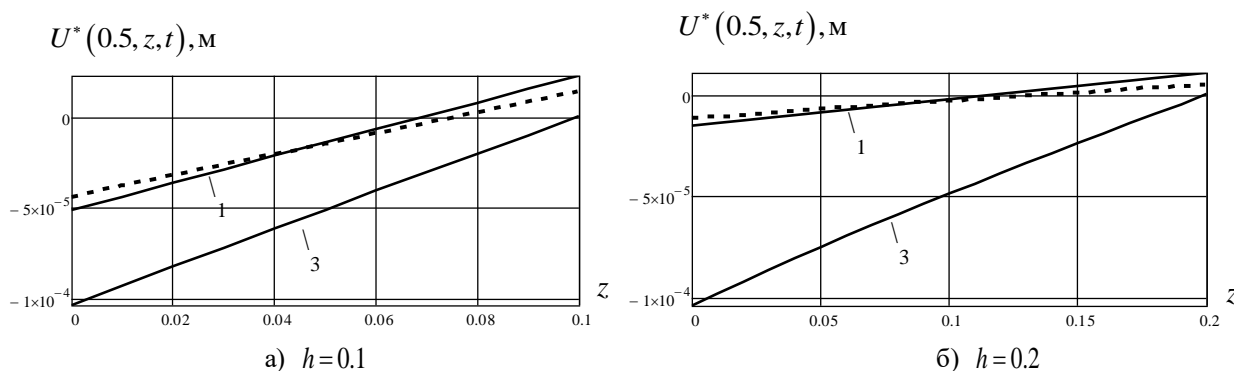 U*(0.5, z, t), м
0
– 5×10⁻⁵
– 1×10⁻⁴
1
3
z
0 0.02 0.04 0.06 0.08 0.1
а) h = 0.1
U*(0.5, z, t), м
0
– 5×10⁻⁵
– 1×10⁻⁴
1
3
z
0 0.05 0.1 0.15 0.2
б) h = 0.2